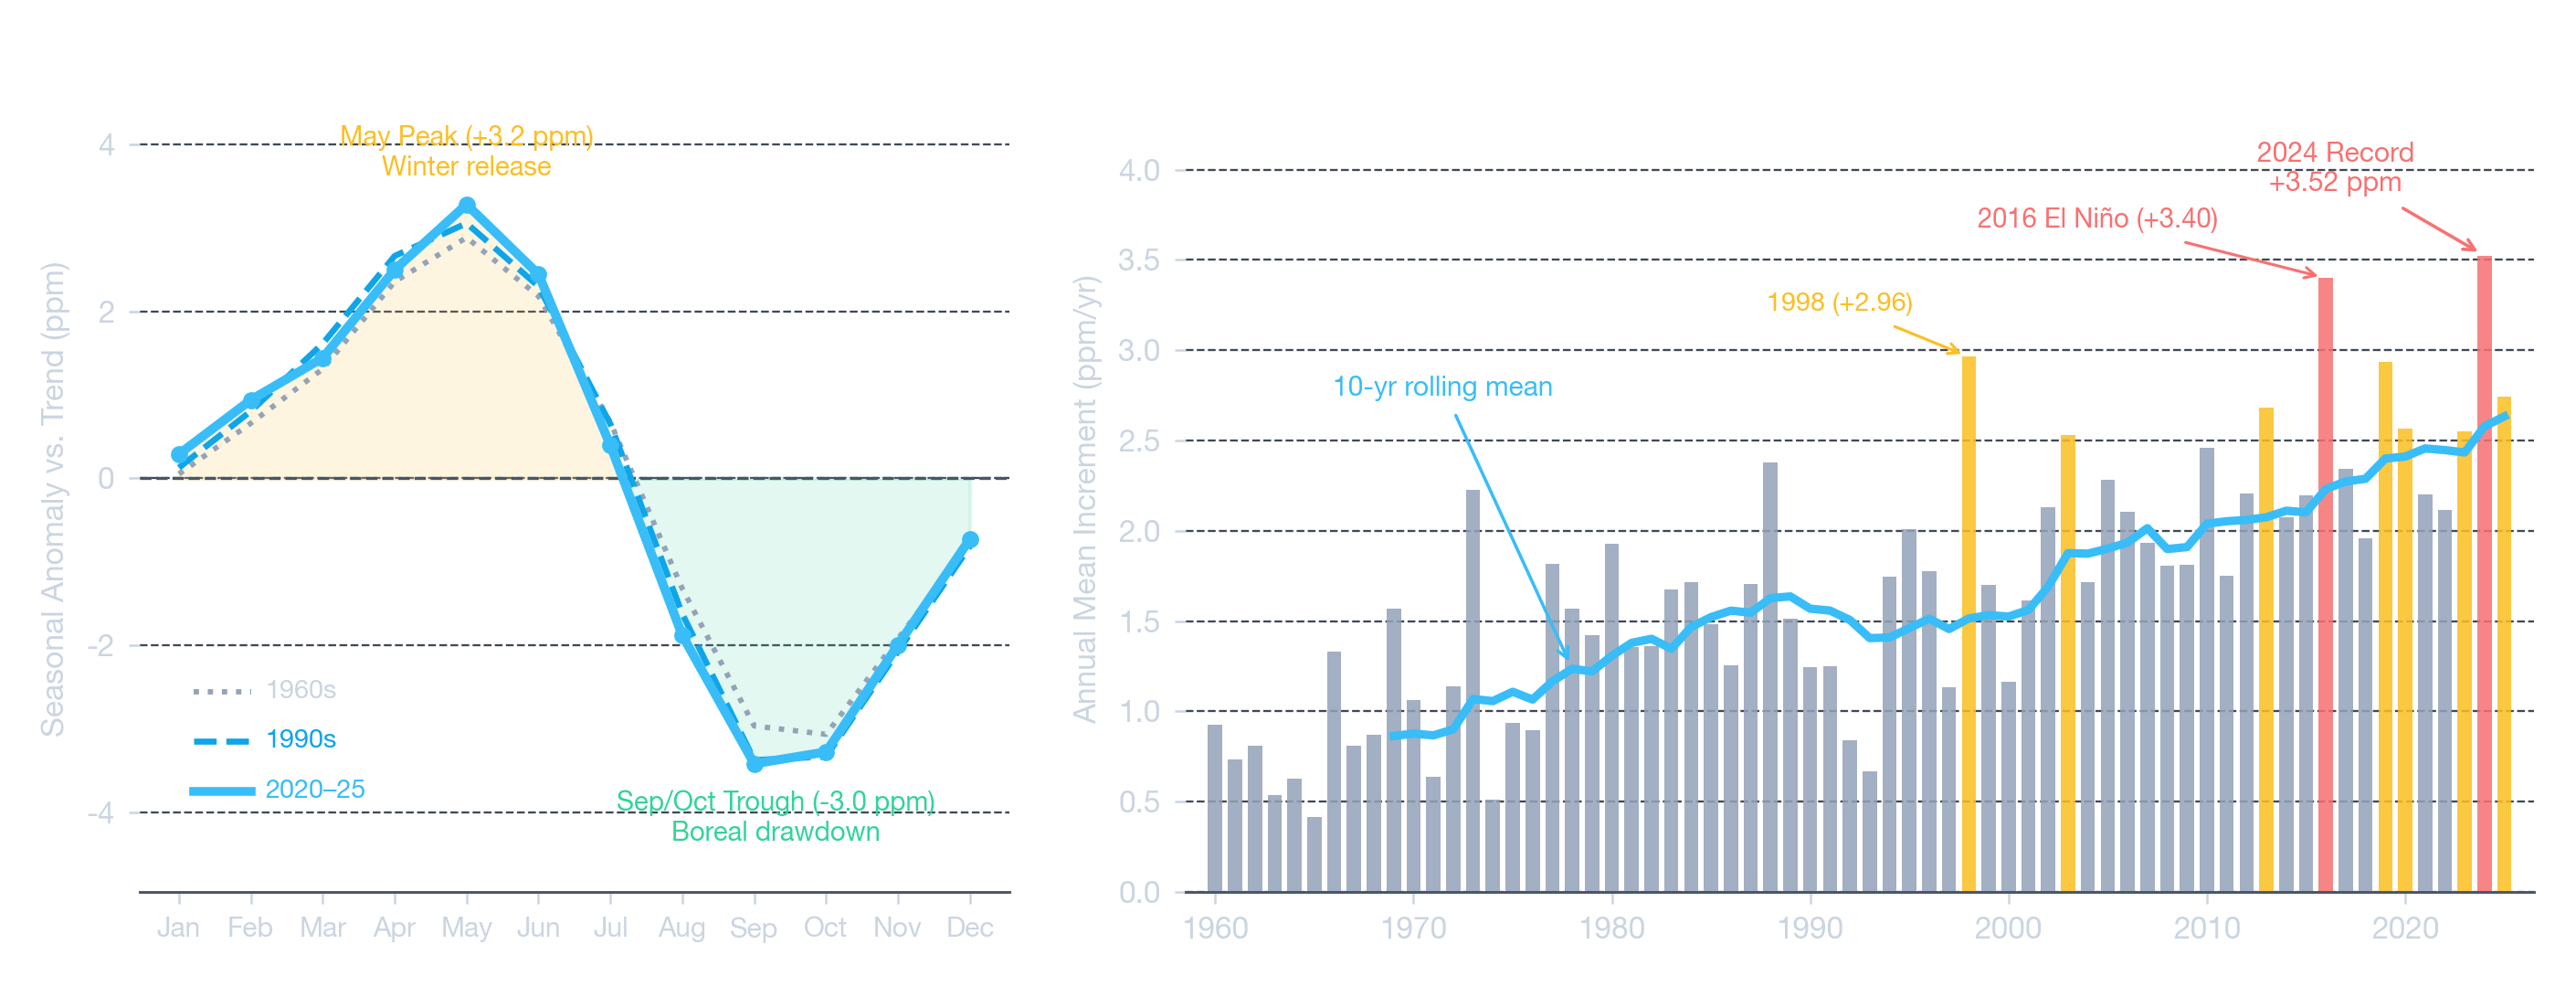 May Peak (+3.2 ppm)
Winter release
Seasonal Anomaly vs. Trend (ppm)
4
2
0
-2
-4
1960s
1990s
2020–25
Sep/Oct Trough (-3.0 ppm)
Boreal drawdown
Jan Feb Mar Apr May Jun Jul Aug Sep Oct Nov Dec
Annual Mean Increment (ppm/yr)
4.0
3.5
3.0
2.5
2.0
1.5
1.0
0.5
0.0
2024 Record
+3.52 ppm
2016 El Niño (+3.40)
1998 (+2.96)
10-yr rolling mean
1960 1970 1980 1990 2000 2010 2020